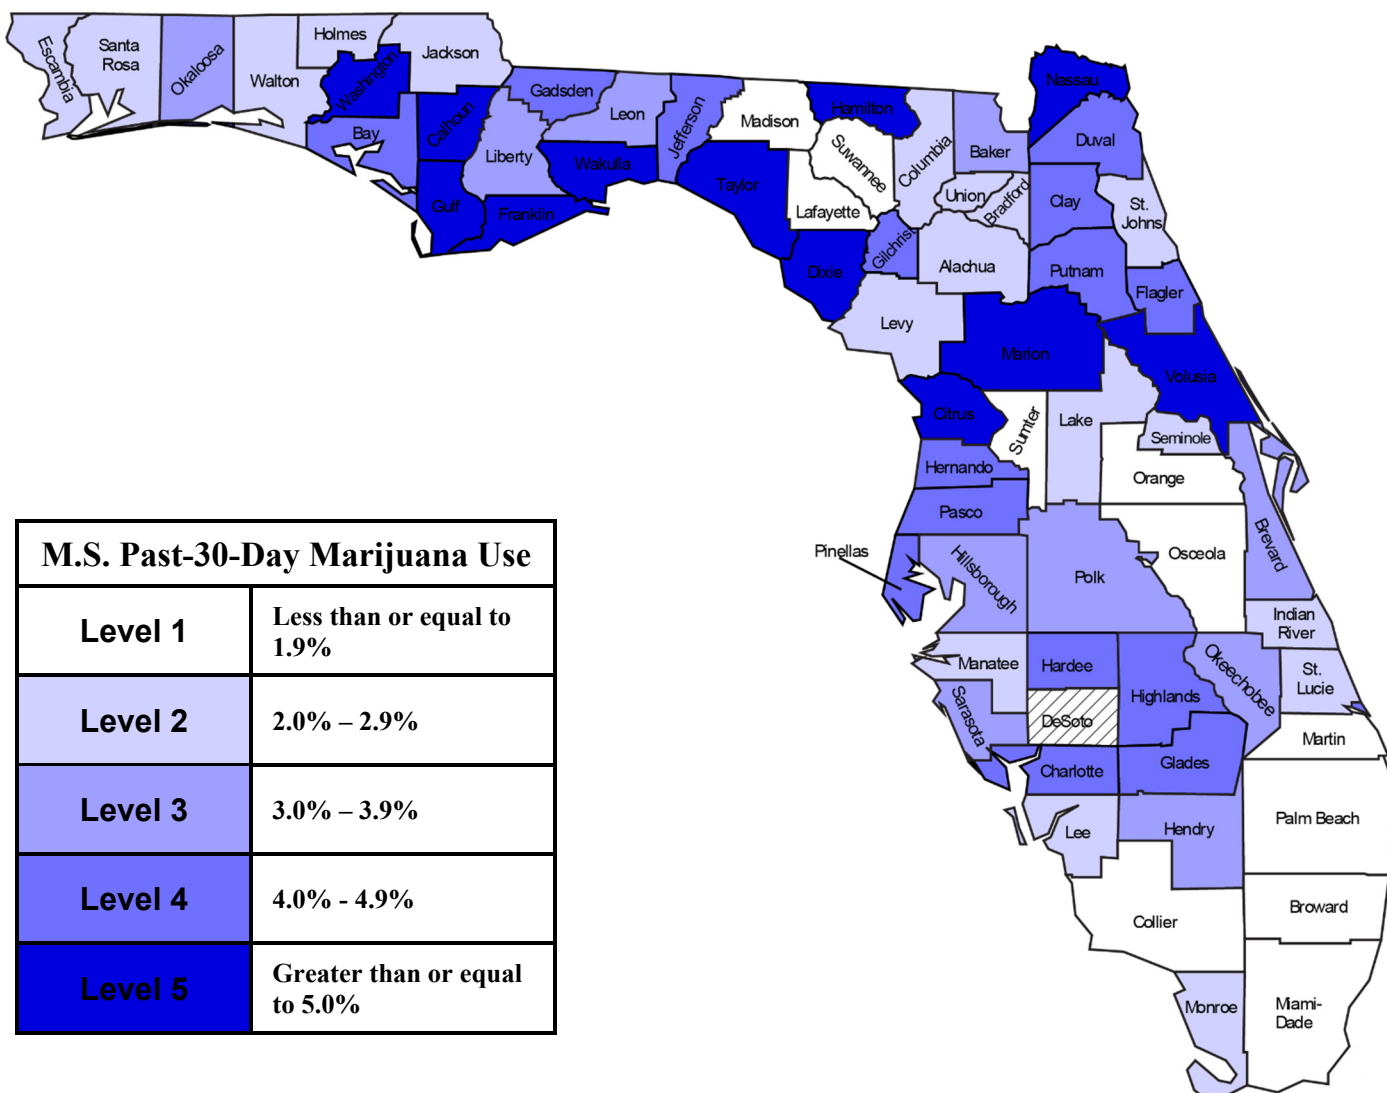 Escambia
Santa
Rosa
Okaloosa
Walton
Holmes
Jackson
Washington
Bay
Calhoun
Gulf
Gadsden
Liberty
Franklin
Leon
Wakulla
Jefferson
Madison
Taylor
Hamilton
Suwannee
Lafayette
Dixie
Columbia
Gilchrist
Baker
Union
Bradford
Alachua
Levy
Nassau
Duval
Clay
St.
Johns
Putnam
Flagler
Marion
Volusia
Citrus
Sumter
Lake
Seminole
Orange
Hernando
Pasco
Pinellas
Hillsborough
Polk
Osceola
Brevard
Indian
River
Manatee
Hardee
Highlands
Okeechobee
St.
Lucie
Sarasota
DeSoto
Martin
Charlotte
Glades
Lee
Hendry
Palm Beach
Collier
Broward
Monroe
Miami-
Dade
M.S. Past-30-Day Marijuana Use
Level 1
Less than or equal to
1.9%
Level 2
2.0% – 2.9%
Level 3
3.0% – 3.9%
Level 4
4.0% - 4.9%
Level 5
Greater than or equal
to 5.0%